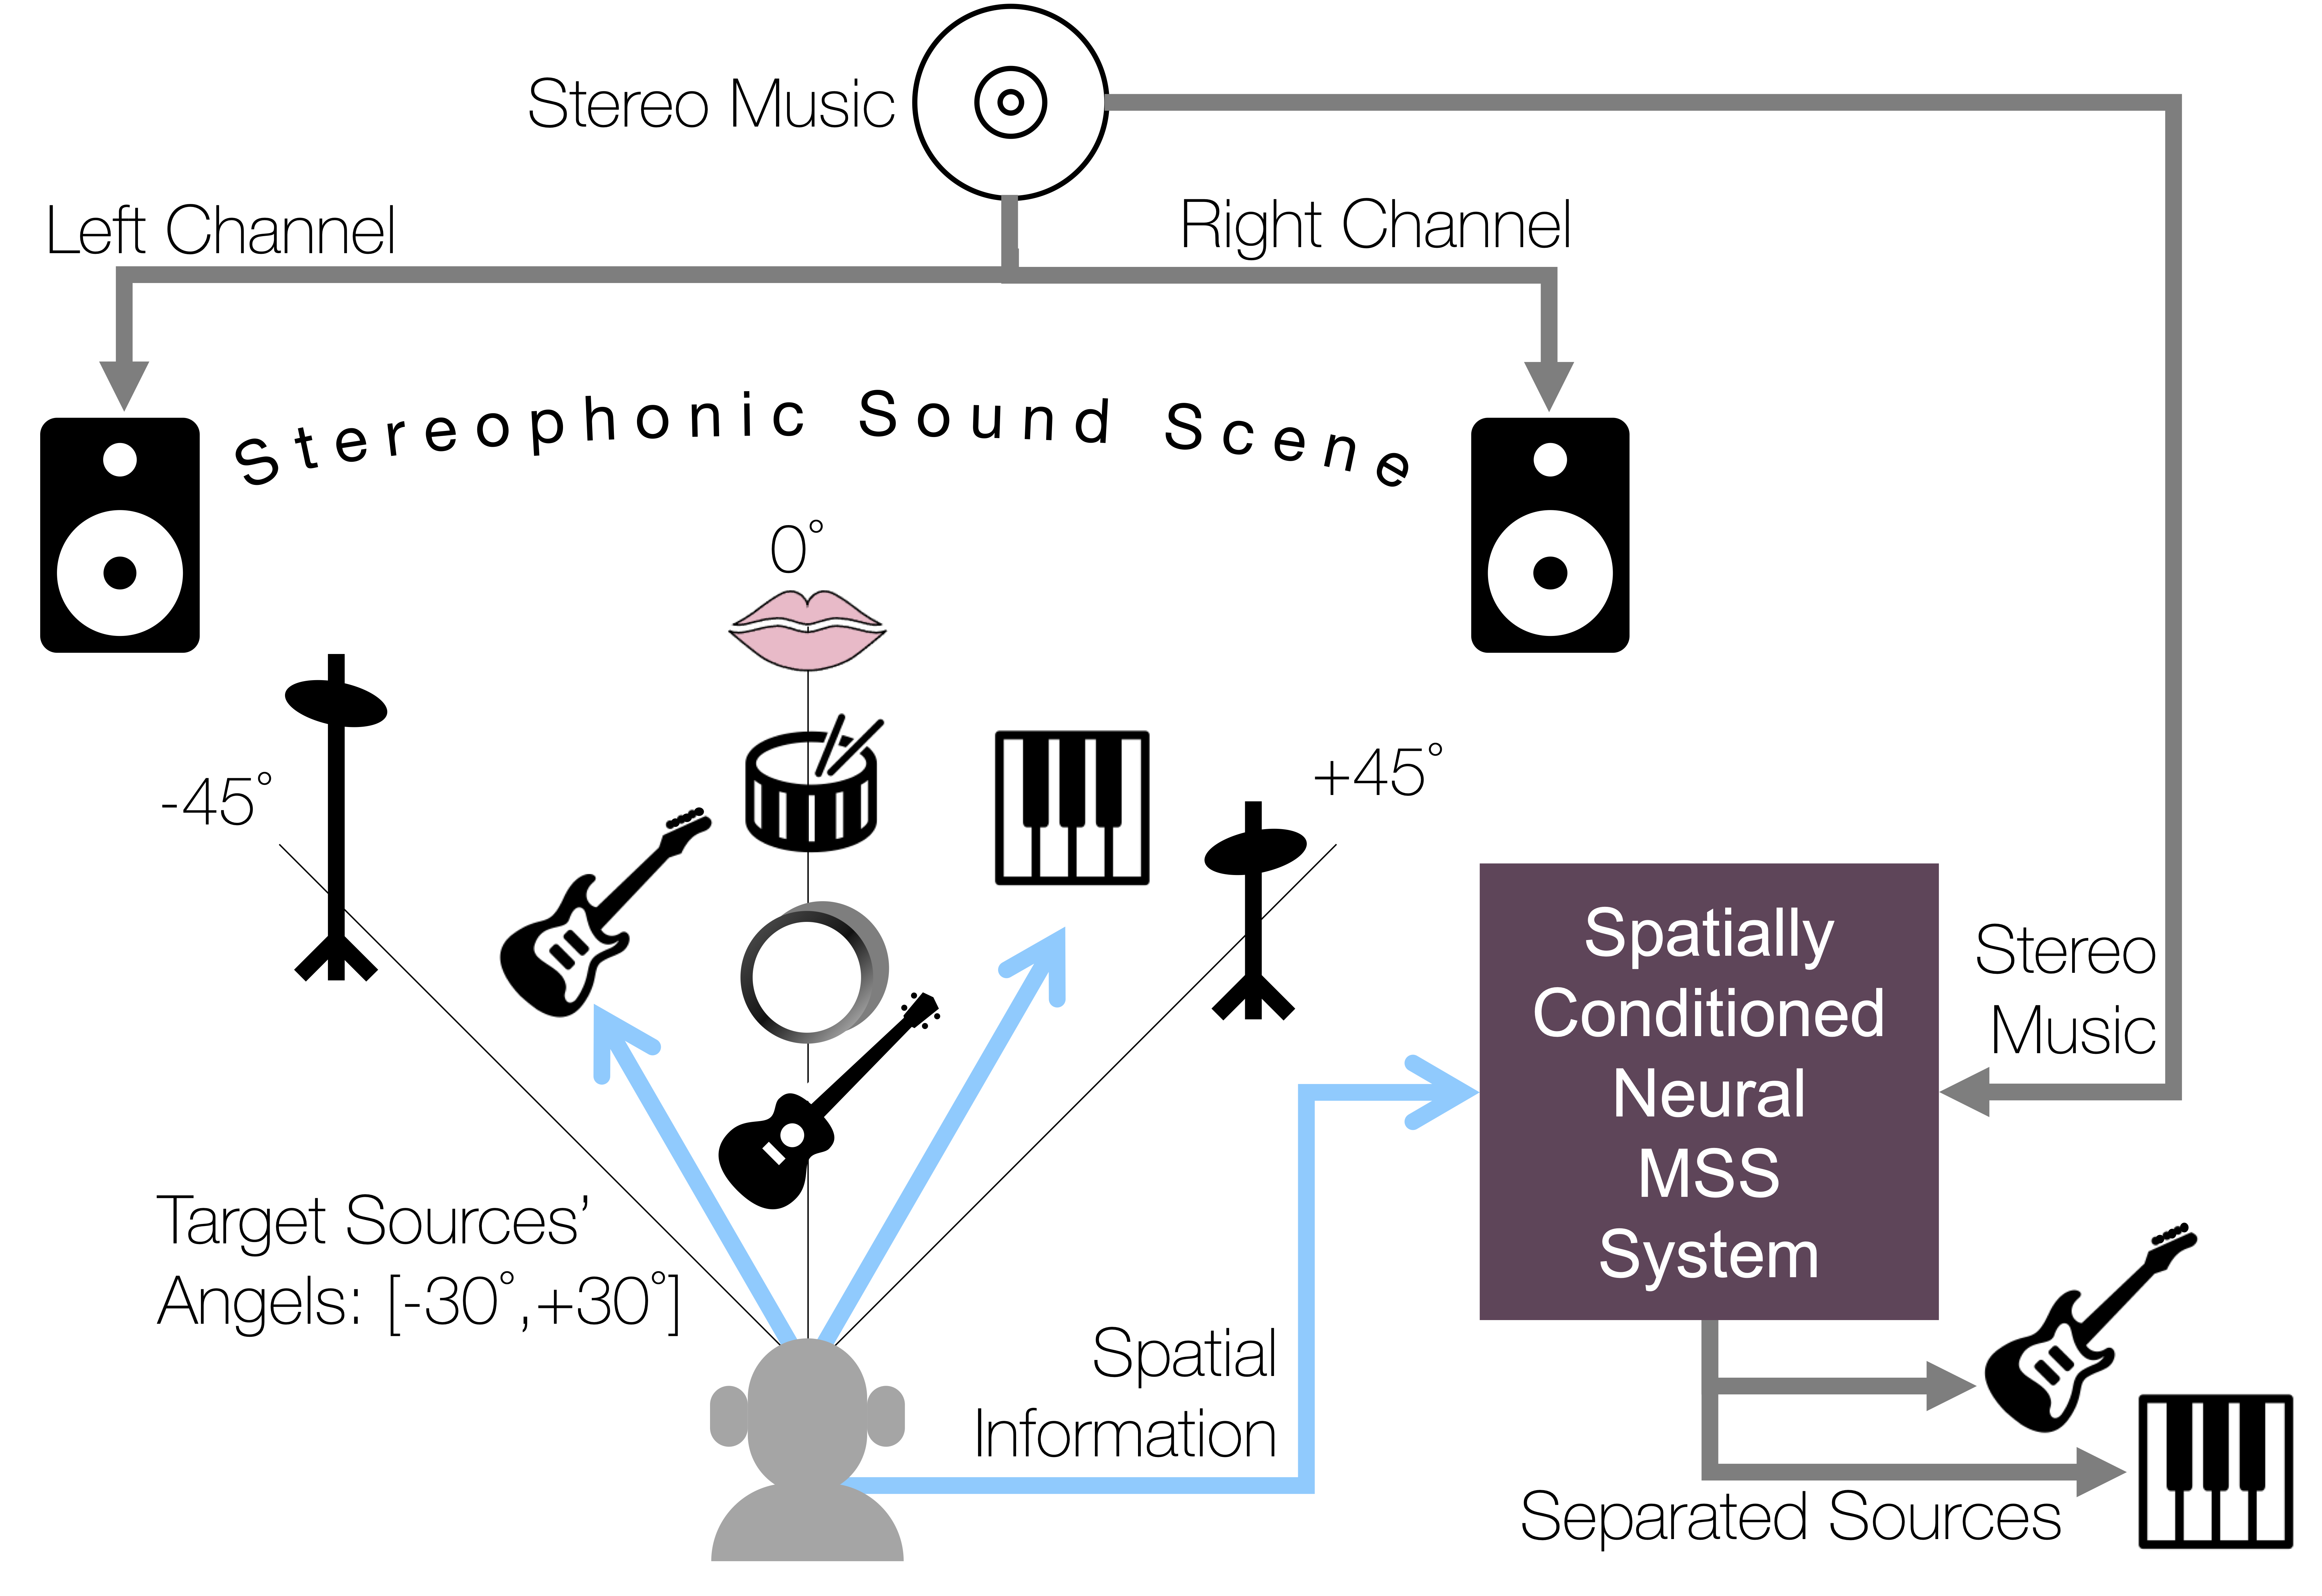 Stereo Music
Left Channel
Right Channel
Stereophonic Sound Scene
0°
-45°
+45°
Spatially
Conditioned
Neural
MSS
System
Stereo
Music
Target Sources’
Angels: [-30°,+30°]
Spatial
Information
Separated Sources